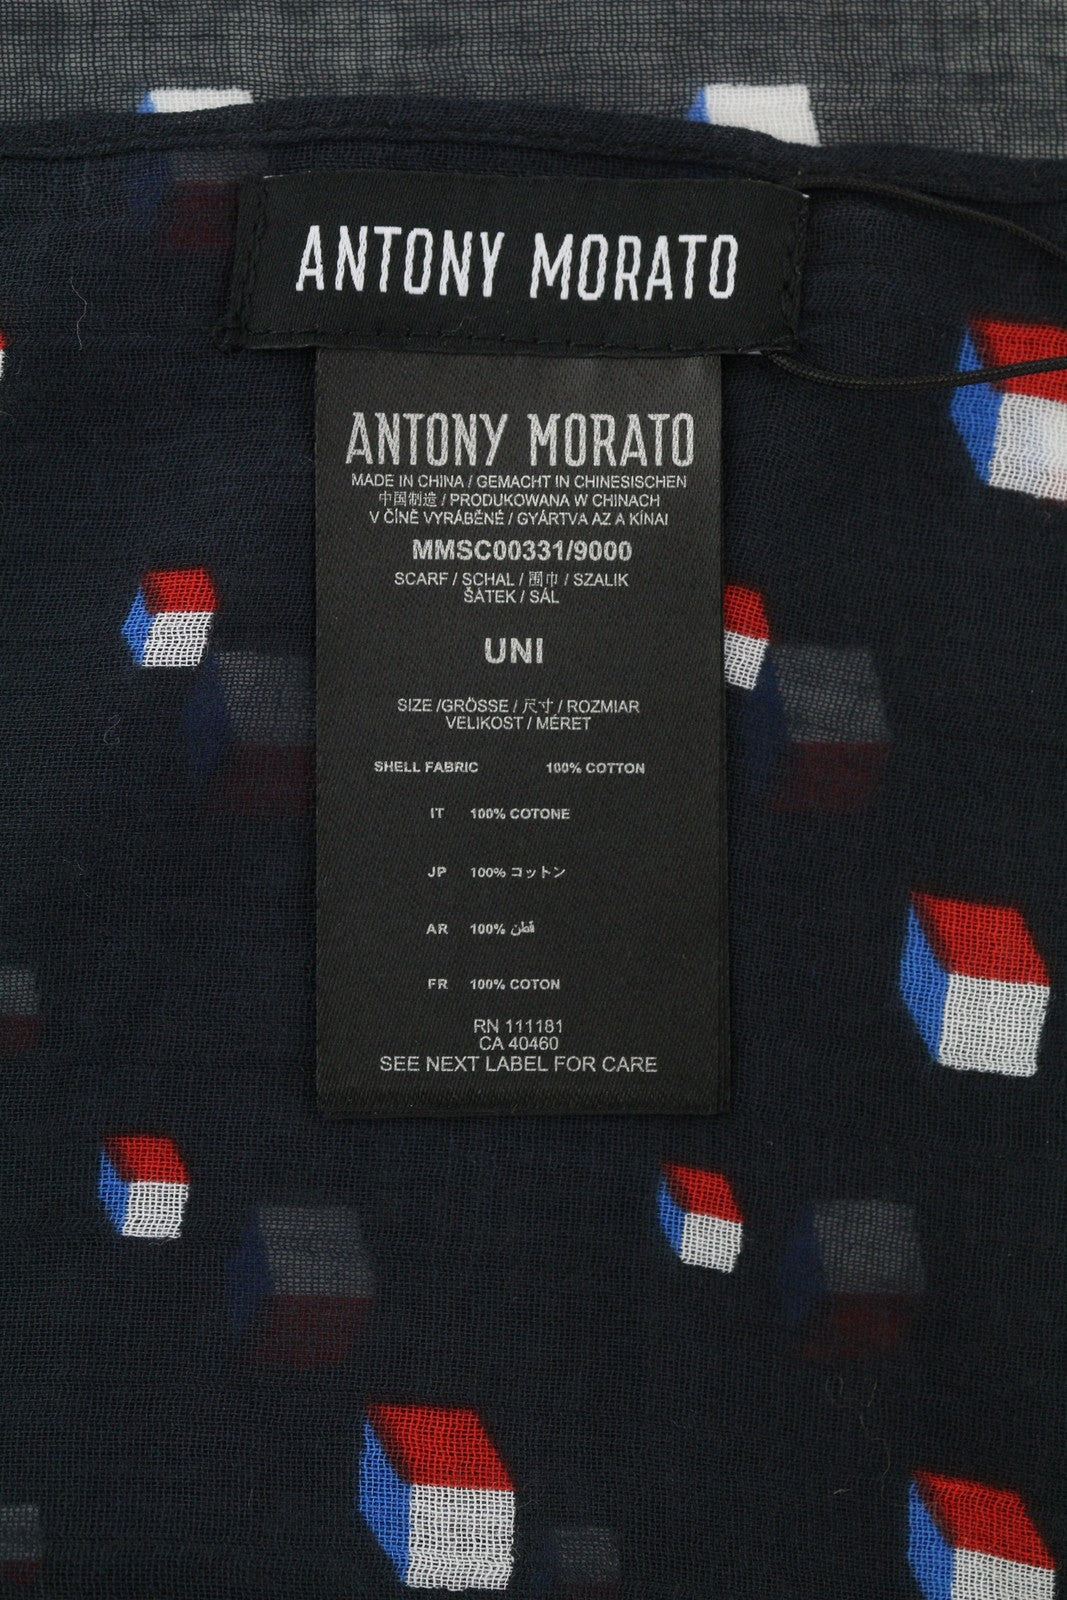 ANTONY MORATO
ANTONY MORATO
MADE IN CHINA / GEMACHT IN CHINESISCHEN
中国制造 / PRODUKOWANA W CHINACH
V ČÍNĚ VYRÁBĚNÉ / GYÁRTVA AZ A KÍNAI
MMSC00331/9000
SCARF / SCHAL / 围巾 / SZALIK
ŠÁTEK / SÁL
UNI
SIZE /GRÖSSE / 尺寸 / ROZMIAR
VELIKOST / MÉRET
SHELL FABRIC 100% COTTON
IT 100% COTONE
JP 100% コットン
AR 100% قطن
FR 100% COTON
RN 111181
CA 40460
SEE NEXT LABEL FOR CARE